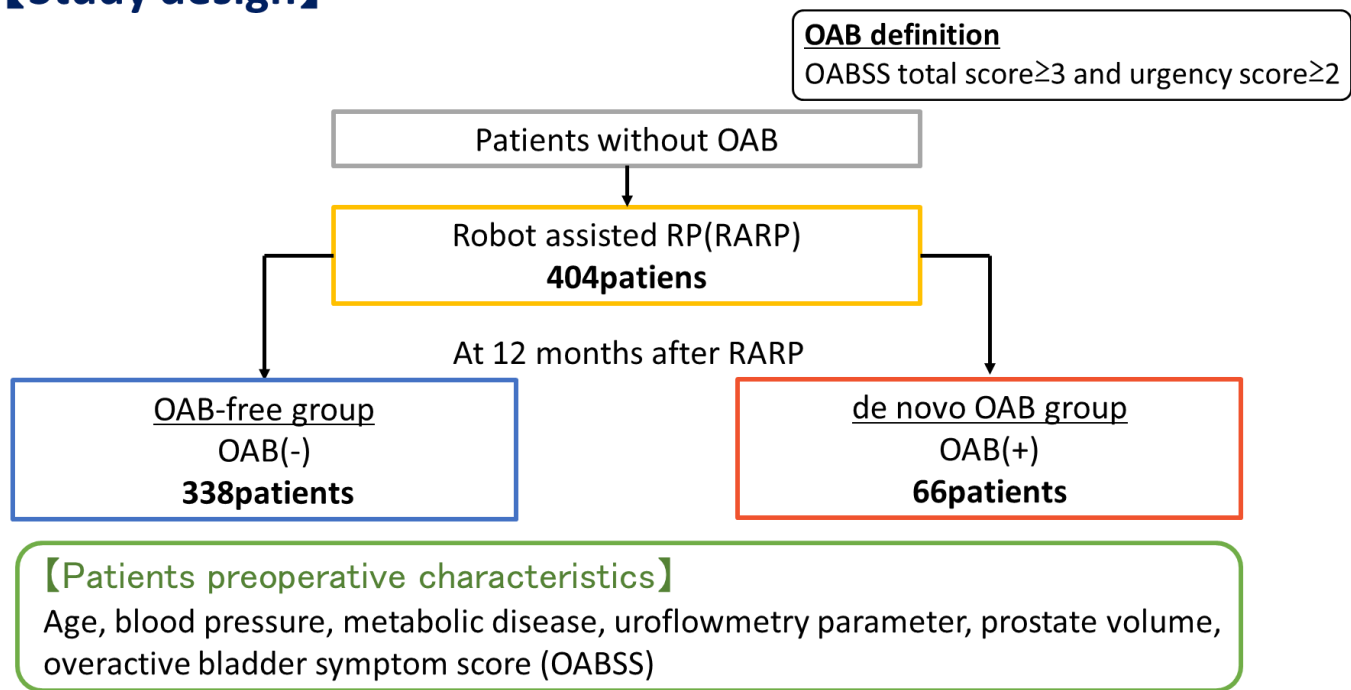 【Study design】
OAB definition
OABSS total score≥3 and urgency score≥2
Patients without OAB
Robot assisted RP(RARP)
404patiens
At 12 months after RARP
OAB-free group
OAB(-)
338patients
de novo OAB group
OAB(+)
66patients
【Patients preoperative characteristics】
Age, blood pressure, metabolic disease, uroflowmetry parameter, prostate volume,
overactive bladder symptom score (OABSS)